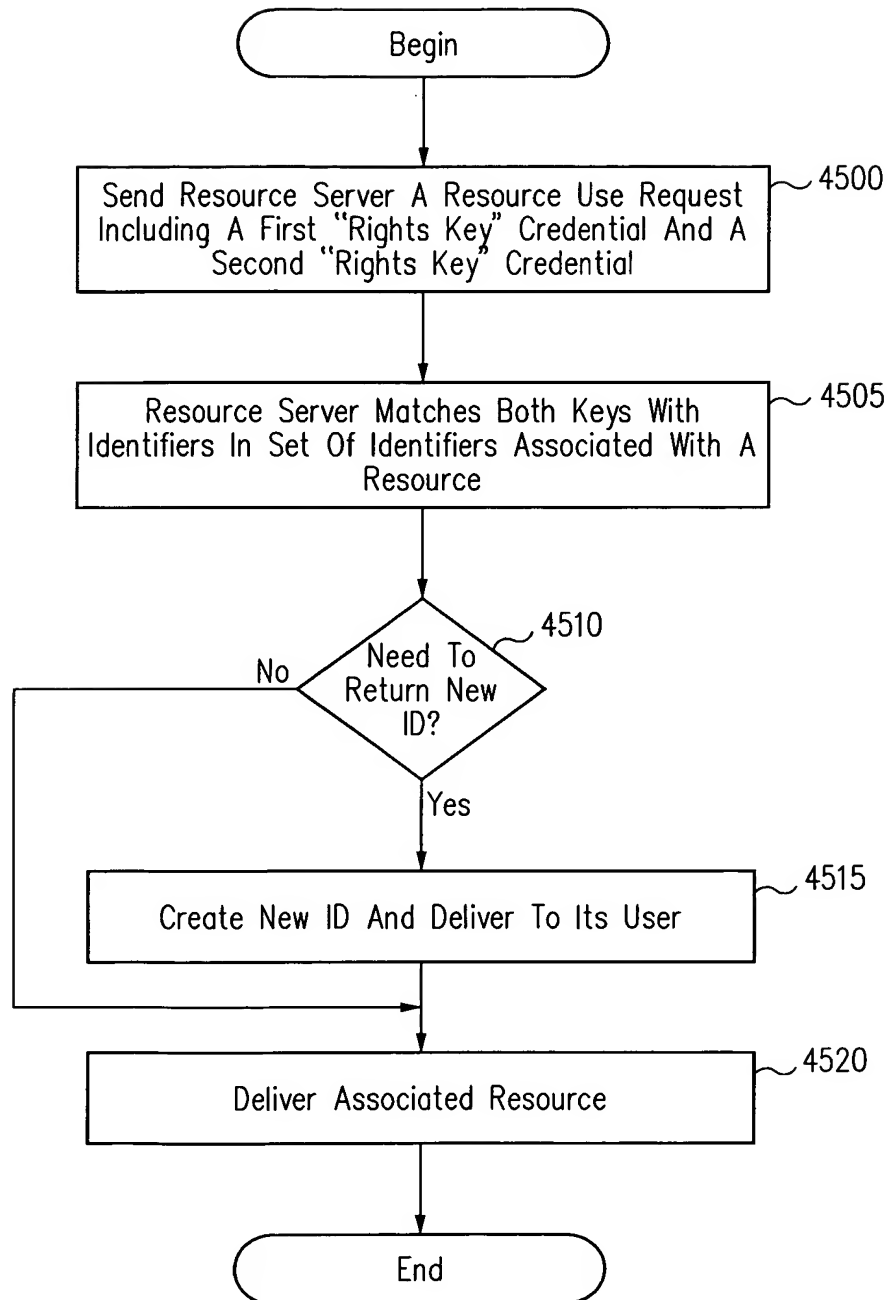 Begin
Send Resource Server A Resource Use Request
Including A First "Rights Key" Credential And A
Second "Rights Key" Credential
4500
Resource Server Matches Both Keys With
Identifiers In Set Of Identifiers Associated With A
Resource
4505
Need To
Return New
ID?
4510
No
Yes
Create New ID And Deliver To Its User
4515
Deliver Associated Resource
4520
End